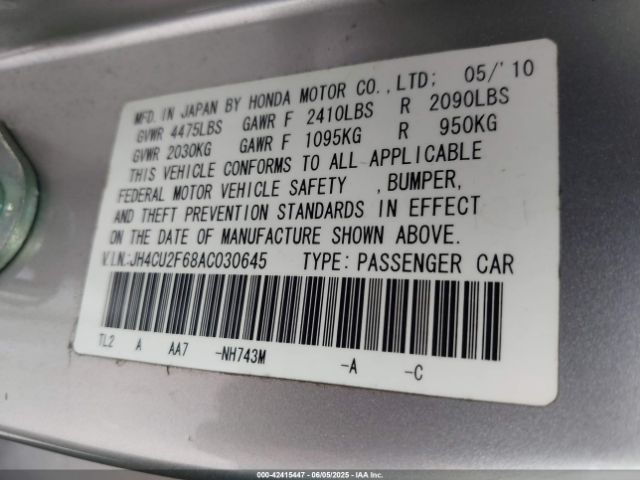 MFD. IN JAPAN BY HONDA MOTOR CO., LTD: 05/'10
GVWR 4475LBS GAWR F 2410LBS R 2090LBS
GVWR 2030KG GAWR F 1095KG R 950KG
THIS VEHICLE CONFORMS TO ALL APPLICABLE
FEDERAL MOTOR VEHICLE SAFETY , BUMPER,
AND THEFT PREVENTION STANDARDS IN EFFECT
ON THE DATE OF MANUFACTURE SHOWN ABOVE.
V.I.N.:JH4CU2F68AC030645 TYPE: PASSENGER CAR
TL2 A AA7 -NH743M -A -C
000-42415447 06/05/2025 IAA Inc.